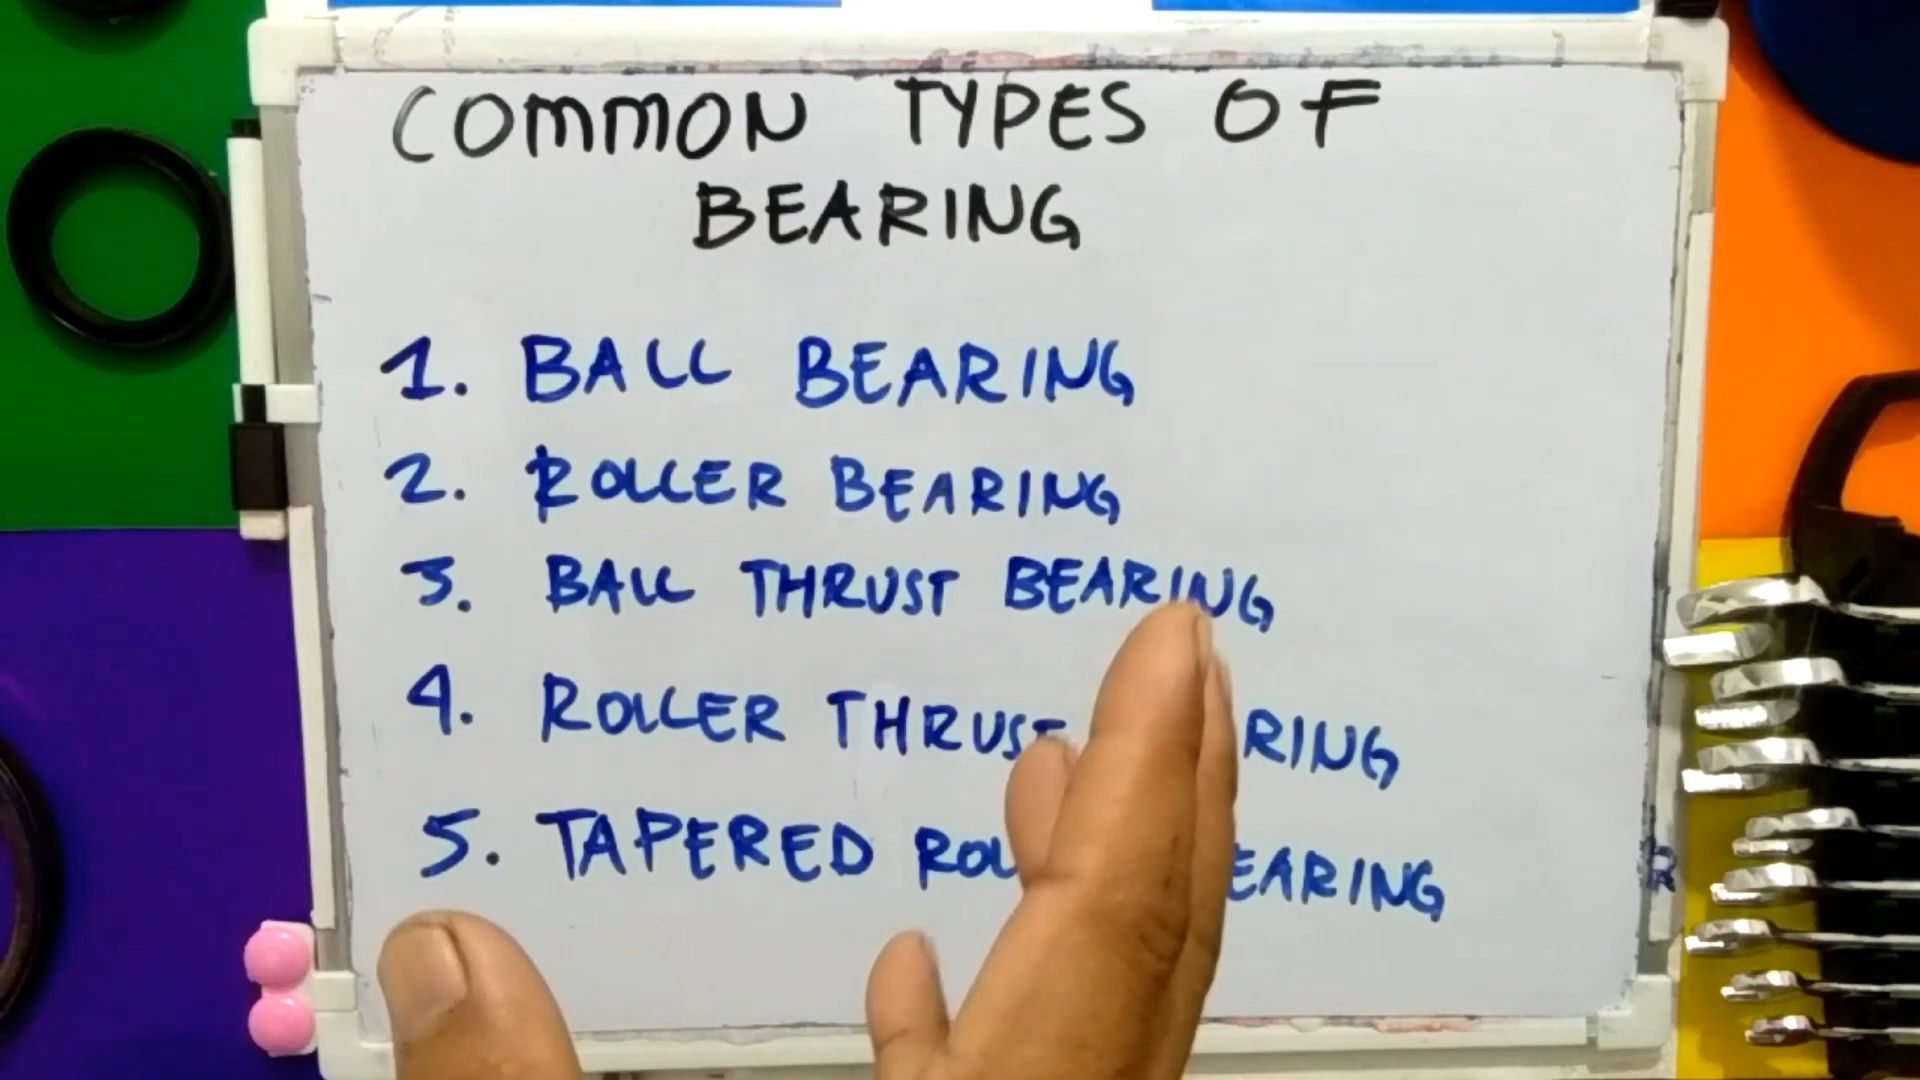 COMMON TYPES OF
BEARING
1. BALL BEARING
2. ROLLER BEARING
3. BALL THRUST BEARING
4. ROLLER THRUST RING
5. TAPERED ROL EARING